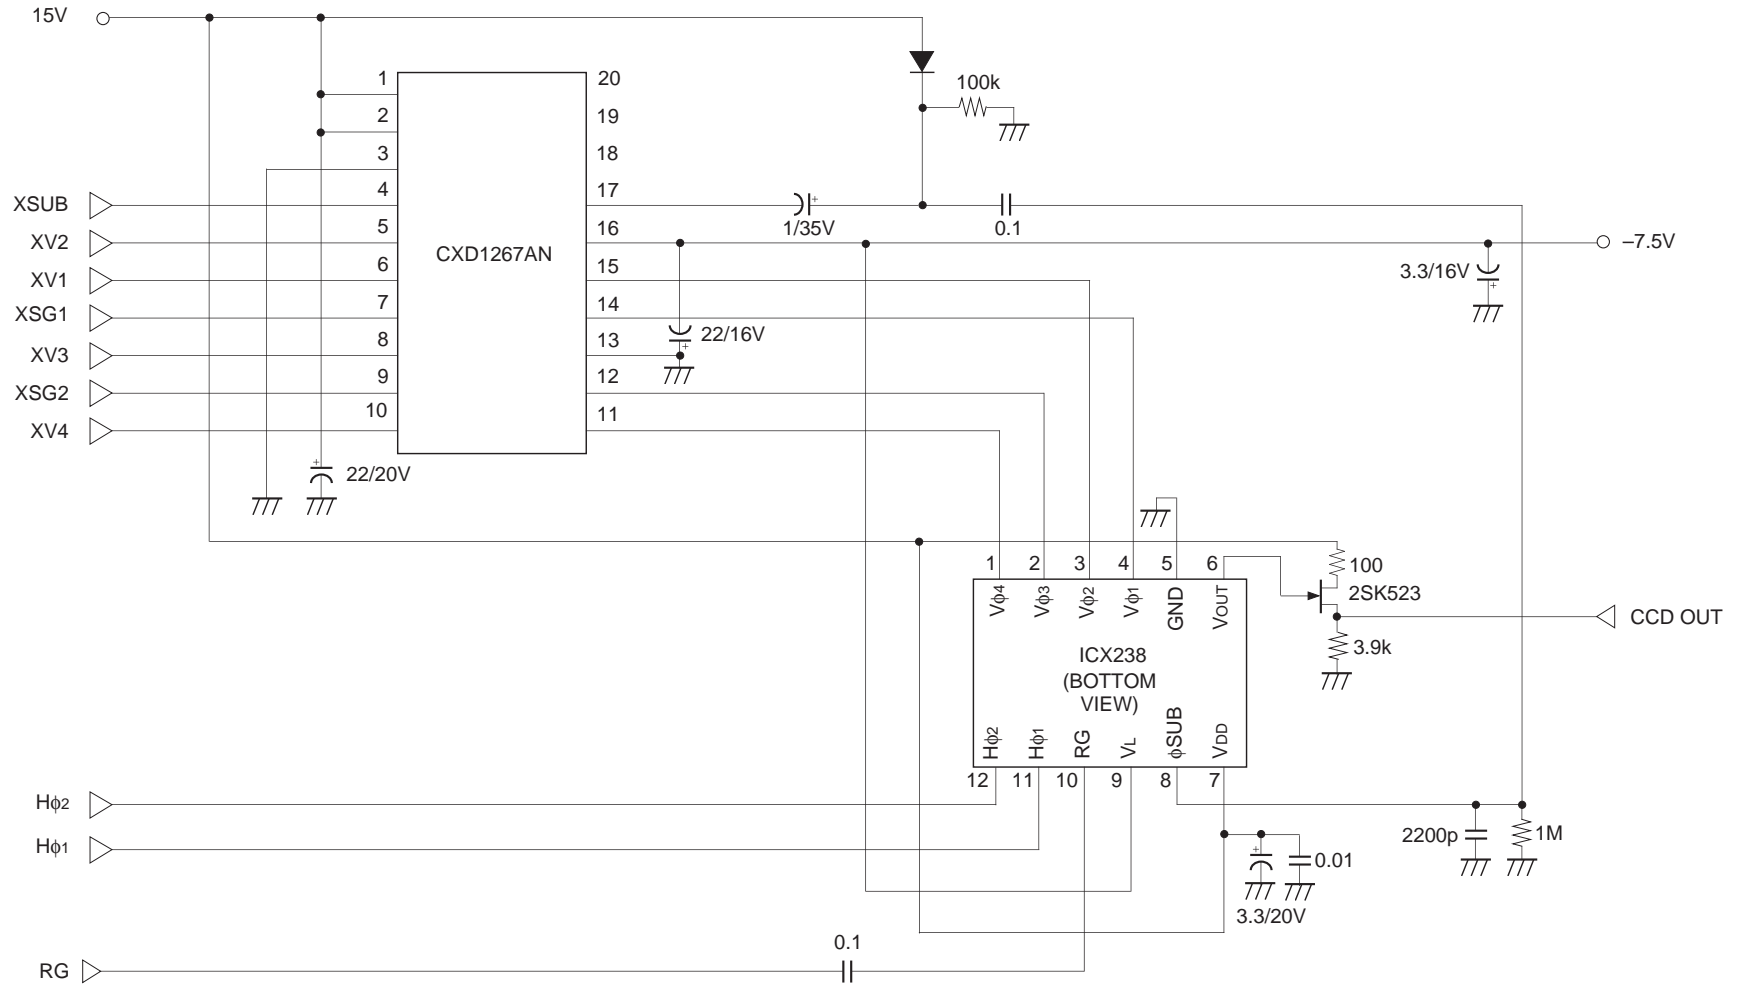 15V
100k
1
2
3
4
5
6
7
8
9
10
20
19
18
17
16
15
14
13
12
11
CXD1267AN
XSUB
XV2
XV1
XSG1
XV3
XSG2
XV4
+
1/35V
0.1
–7.5V
3.3/16V
+
22/16V
+
+
22/20V
1
2
3
4
5
6
Vϕ4
Vϕ3
Vϕ2
Vϕ1
GND
VOUT
100
2SK523
CCD OUT
3.9k
ICX238
(BOTTOM
VIEW)
Hϕ2
Hϕ1
RG
VL
ϕSUB
VDD
12
11
10
9
8
7
Hϕ2
Hϕ1
2200p
1M
+
0.01
3.3/20V
0.1
RG